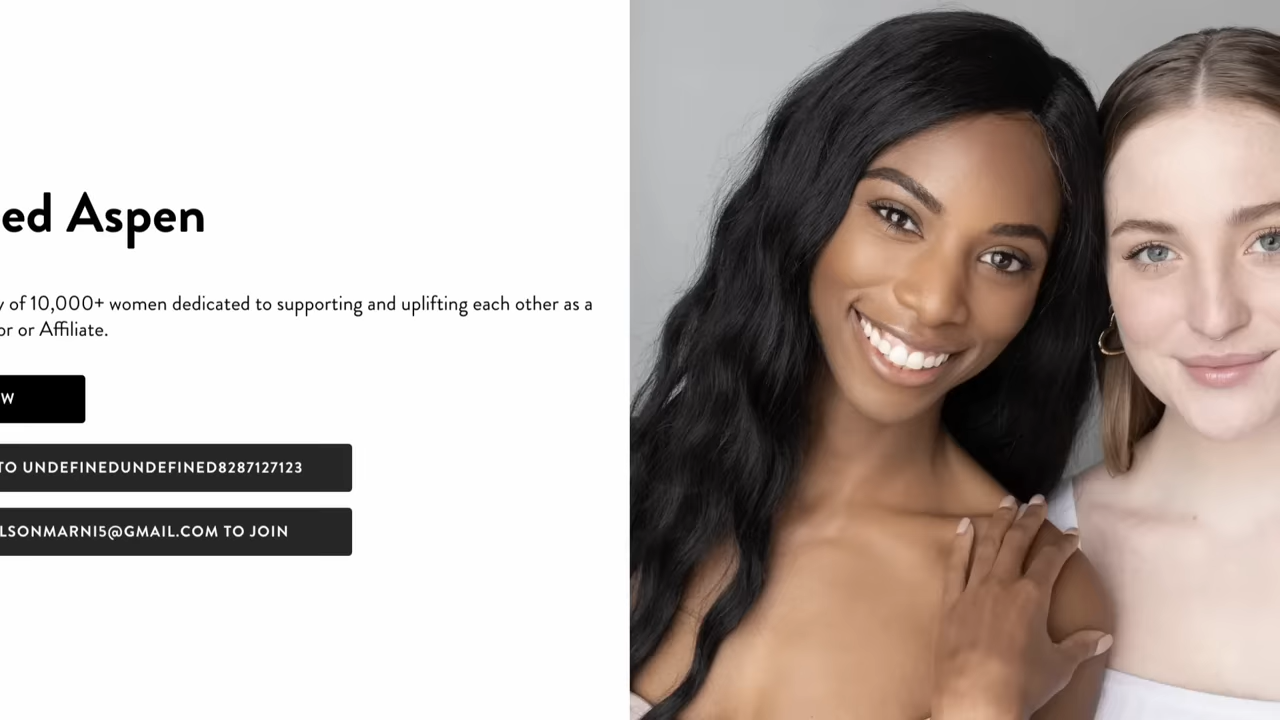 ed Aspen
y of 10,000+ women dedicated to supporting and uplifting each other as a
or or Affiliate.
W
TO UNDEFINEDUNDEFINED8287127123
LSONMARNI5@GMAIL.COM TO JOIN